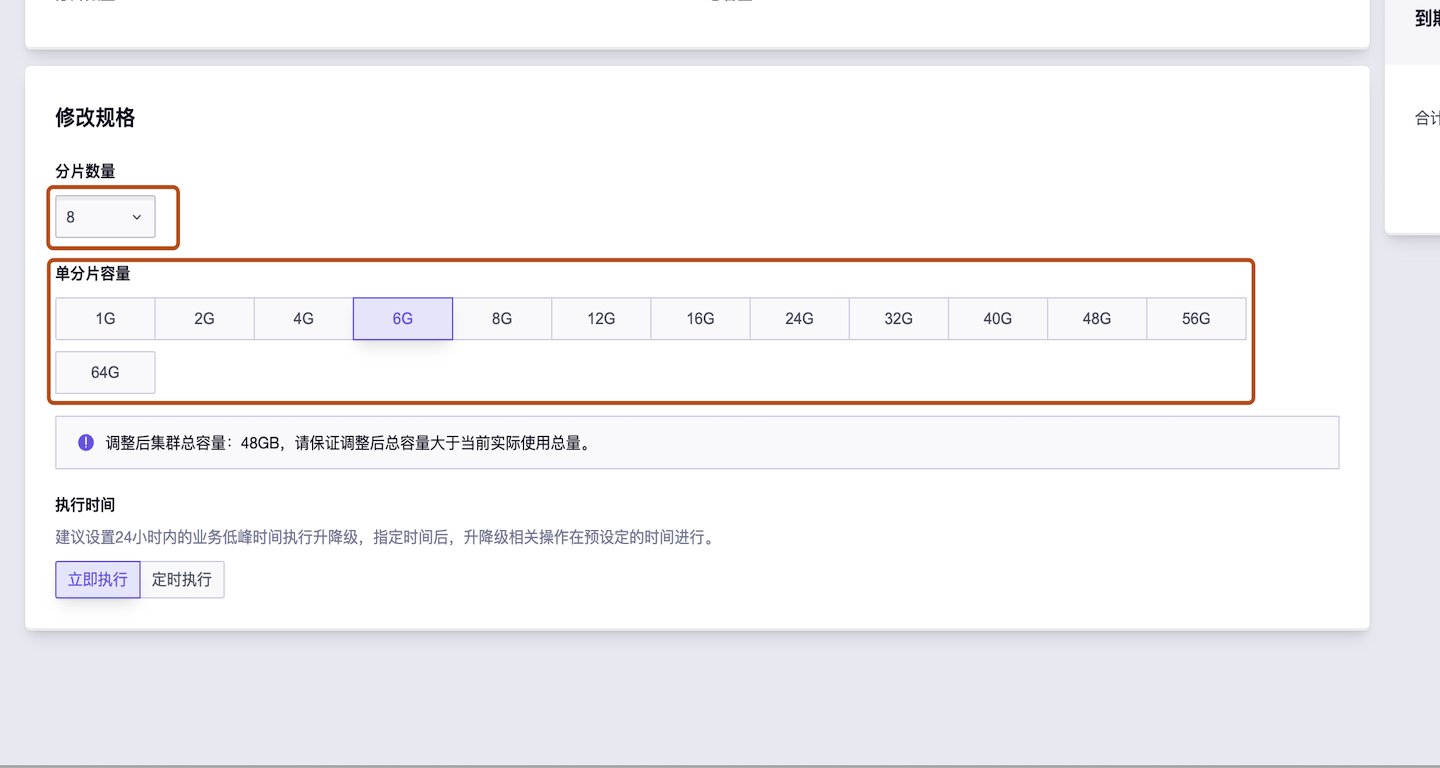 到
合计
修改规格
分片数量
8
单分片容量
1G 2G 4G 6G 8G 12G 16G 24G 32G 40G 48G 56G
64G
调整后集群总容量：48GB，请保证调整后总容量大于当前实际使用总量。
执行时间
建议设置24小时内的业务低峰时间执行升降级，指定时间后，升降级相关操作在预设定的时间进行。
立即执行 定时执行